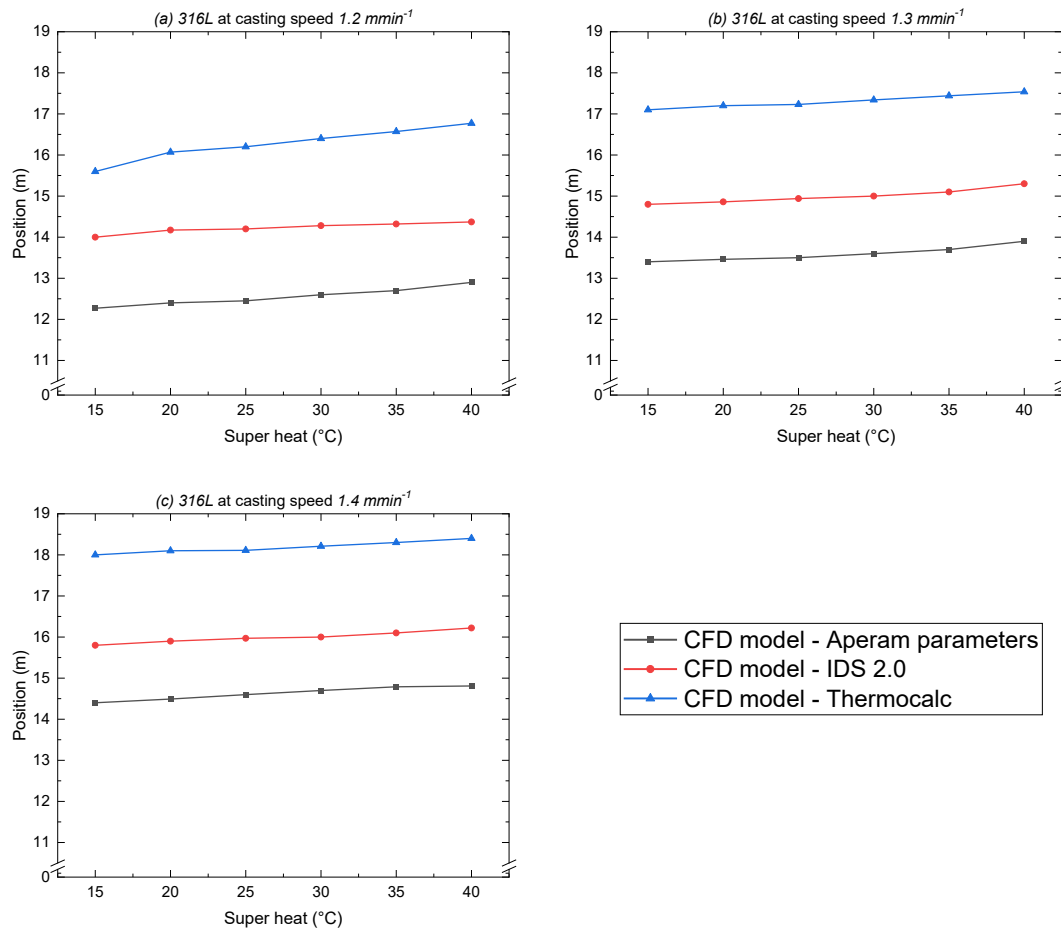 (a) 316L at casting speed 1.2 mmin-1
19
18
17
16
15
14
13
12
11
0
Position (m)
15 20 25 30 35 40
Super heat (°C)
(b) 316L at casting speed 1.3 mmin-1
19
18
17
16
15
14
13
12
11
0
Position (m)
15 20 25 30 35 40
Super heat (°C)
(c) 316L at casting speed 1.4 mmin-1
19
18
17
16
15
14
13
12
11
0
Position (m)
15 20 25 30 35 40
Super heat (°C)
CFD model - Aperam parameters
CFD model - IDS 2.0
CFD model - Thermocalc